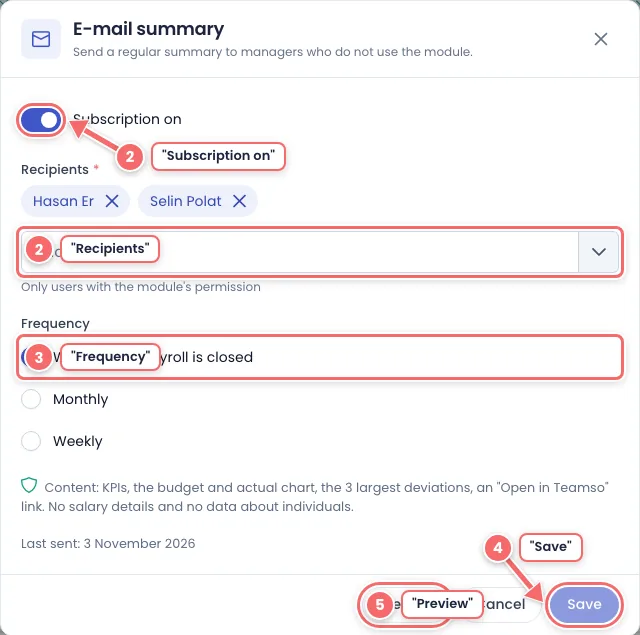 E-mail summary
Send a regular summary to managers who do not use the module.
Subscription on
2 "Subscription on"
Recipients *
Hasan Er Selin Polat
2 "Recipients"
Only users with the module's permission
Frequency
3 "Frequency" yroll is closed
Monthly
Weekly
Content: KPIs, the budget and actual chart, the 3 largest deviations, an "Open in Teamso"
link. No salary details and no data about individuals.
Last sent: 3 November 2026
4 "Save"
5 "Preview" Cancel Save